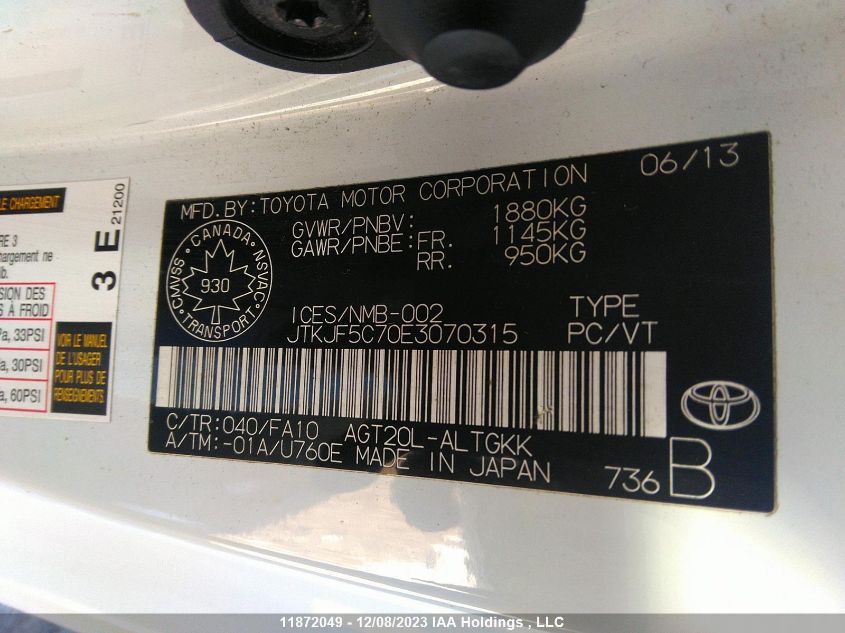 LE CHARGEMENT
3 E
21200
RE 3
hargement ne
lb.
SION DES
S À FROID
Pa, 33PSI
a, 30PSI
a, 60PSI
VOIR LE MANUEL
DE L'USAGER
POUR PLUS DE
RENSEIGNEMENTS
06/13
MFD.BY:TOYOTA MOTOR CORPORATION
GVWR/PNBV: 1880KG
GAWR/PNBE: FR. 1145KG
RR. 950KG
CANADA
CMVSS 930 NSVAC
TRANSPORT
ICES/NMB-002 TYPE
JTKJF5C70E3070315 PC/VT
C/TR:040/FA10 AGT20L-ALTGKK
A/TM:-01A/U760E MADE IN JAPAN
736 B
11872049 - 12/08/2023 IAA Holdings , LLC